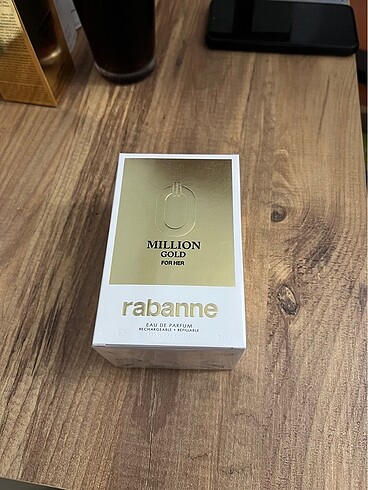 MILLION
GOLD
FOR HER
rabanne
EAU DE PARFUM
RECHARGEABLE • REFILLABLE